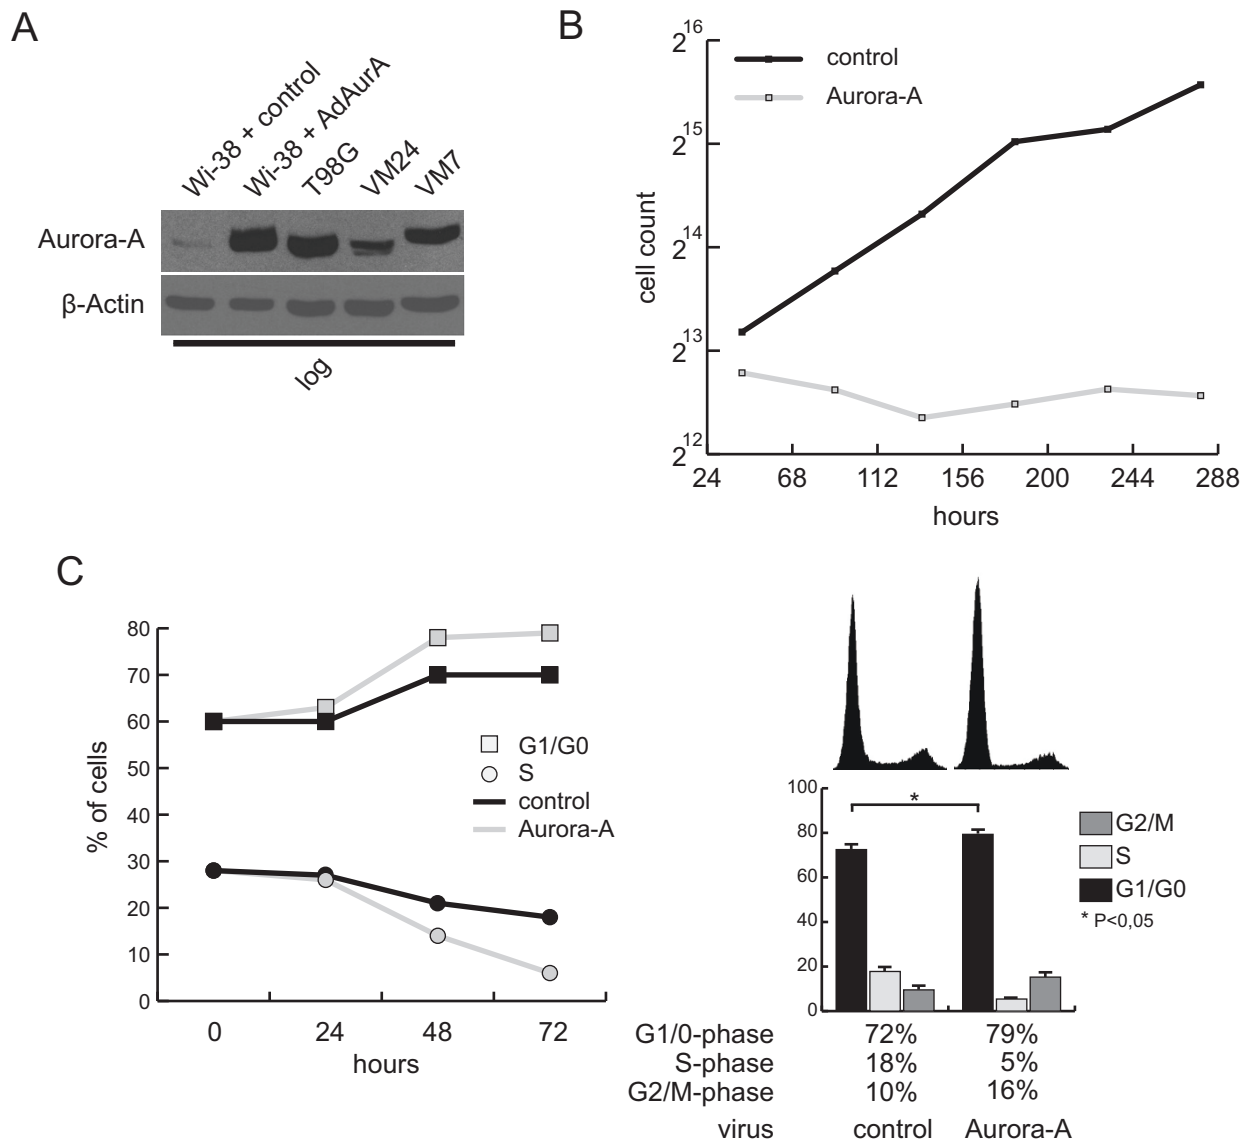 A
Wi-38 + control
Wi-38 + AdAurA
T98G
VM24
VM7
Aurora-A
β-Actin
log
B
2^16
2^15
2^14
2^13
2^12
cell count
control
Aurora-A
24 68 112 156 200 244 288
hours
C
80
70
60
50
40
30
20
10
0
% of cells
G1/G0
S
control
Aurora-A
0 24 48 72
hours
100
80
60
40
20
0
*
G2/M
S
G1/G0
* P<0,05
G1/0-phase 72% 79%
S-phase 18% 5%
G2/M-phase 10% 16%
virus control Aurora-A